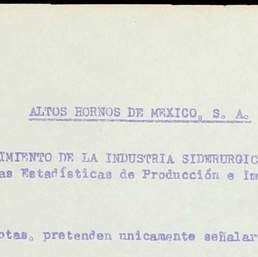 ALTOS HORNOS DE MEXICO, S. A.
IMIENTO DE LA INDUSTRIA SIDERURGIC
as Estadísticas de Producción e Im
otas, pretenden unicamente señalar